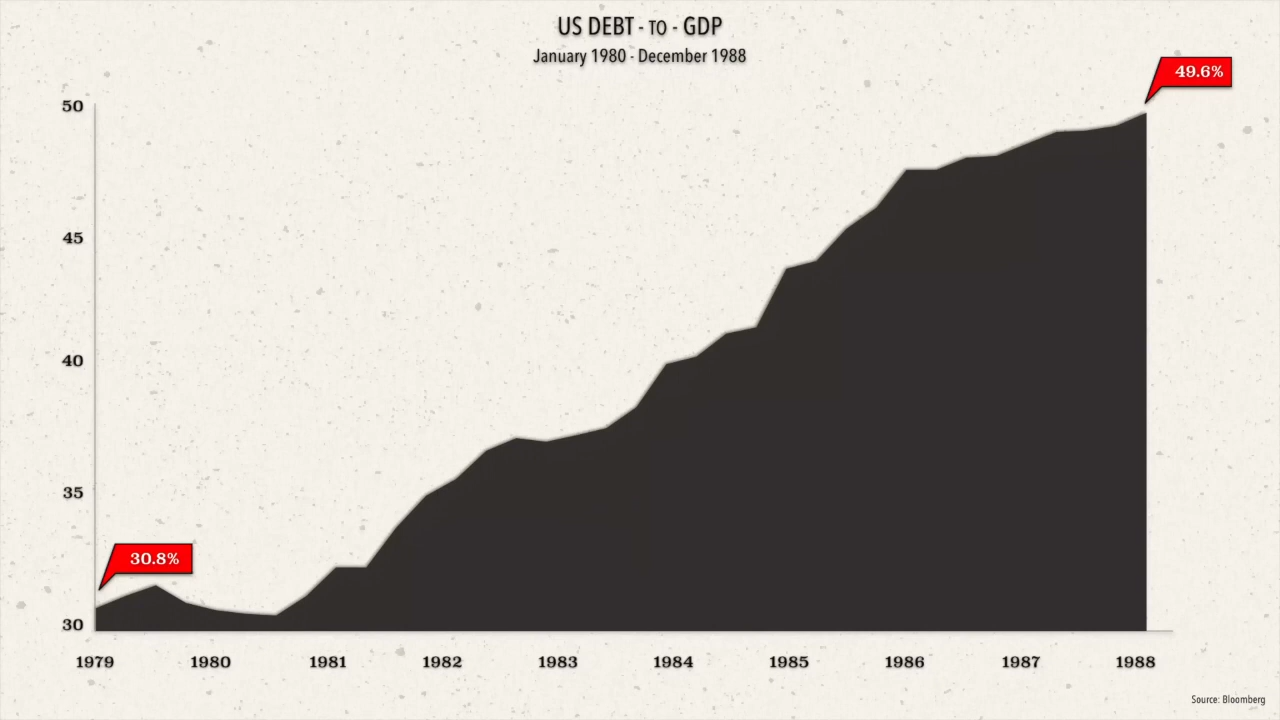 US DEBT - TO - GDP
January 1980 - December 1988
49.6%
50
45
40
35
30.8%
30
1979 1980 1981 1982 1983 1984 1985 1986 1987 1988
Source: Bloomberg